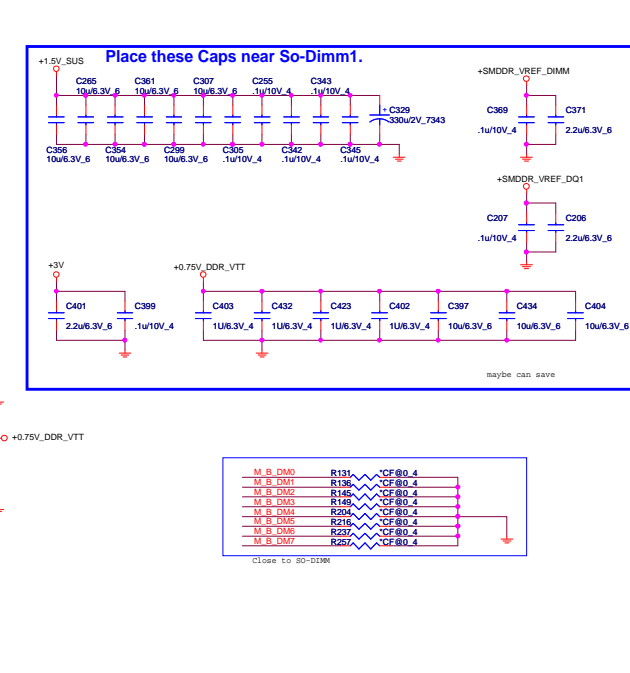 Place these Caps near So-Dimm1.
+1.5V_SUS
C265 C361 C307 C255 C343
10u/6.3V_6 10u/6.3V_6 10u/6.3V_6 .1u/10V_4 .1u/10V_4
+ C329
330u/2V_7343
C356 C354 C299 C305 C342 C345
10u/6.3V_6 10u/6.3V_6 10u/6.3V_6 .1u/10V_4 .1u/10V_4 .1u/10V_4
+SMDDR_VREF_DIMM
C369 C371
.1u/10V_4 2.2u/6.3V_6
+SMDDR_VREF_DQ1
C207 C206
.1u/10V_4 2.2u/6.3V_6
+3V +0.75V_DDR_VTT
C401 C399 C403 C432 C423 C402 C397 C434 C404
2.2u/6.3V_6 .1u/10V_4 1U/6.3V_4 1U/6.3V_4 1U/6.3V_4 1U/6.3V_4 10u/6.3V_6 10u/6.3V_6 10u/6.3V_6
maybe can save
+0.75V_DDR_VTT
M_B_DM0 R131 *CF@0_4
M_B_DM1 R136 *CF@0_4
M_B_DM2 R145 *CF@0_4
M_B_DM3 R149 *CF@0_4
M_B_DM4 R204 *CF@0_4
M_B_DM5 R216 *CF@0_4
M_B_DM6 R237 *CF@0_4
M_B_DM7 R257 *CF@0_4
Close to SO-DIMM